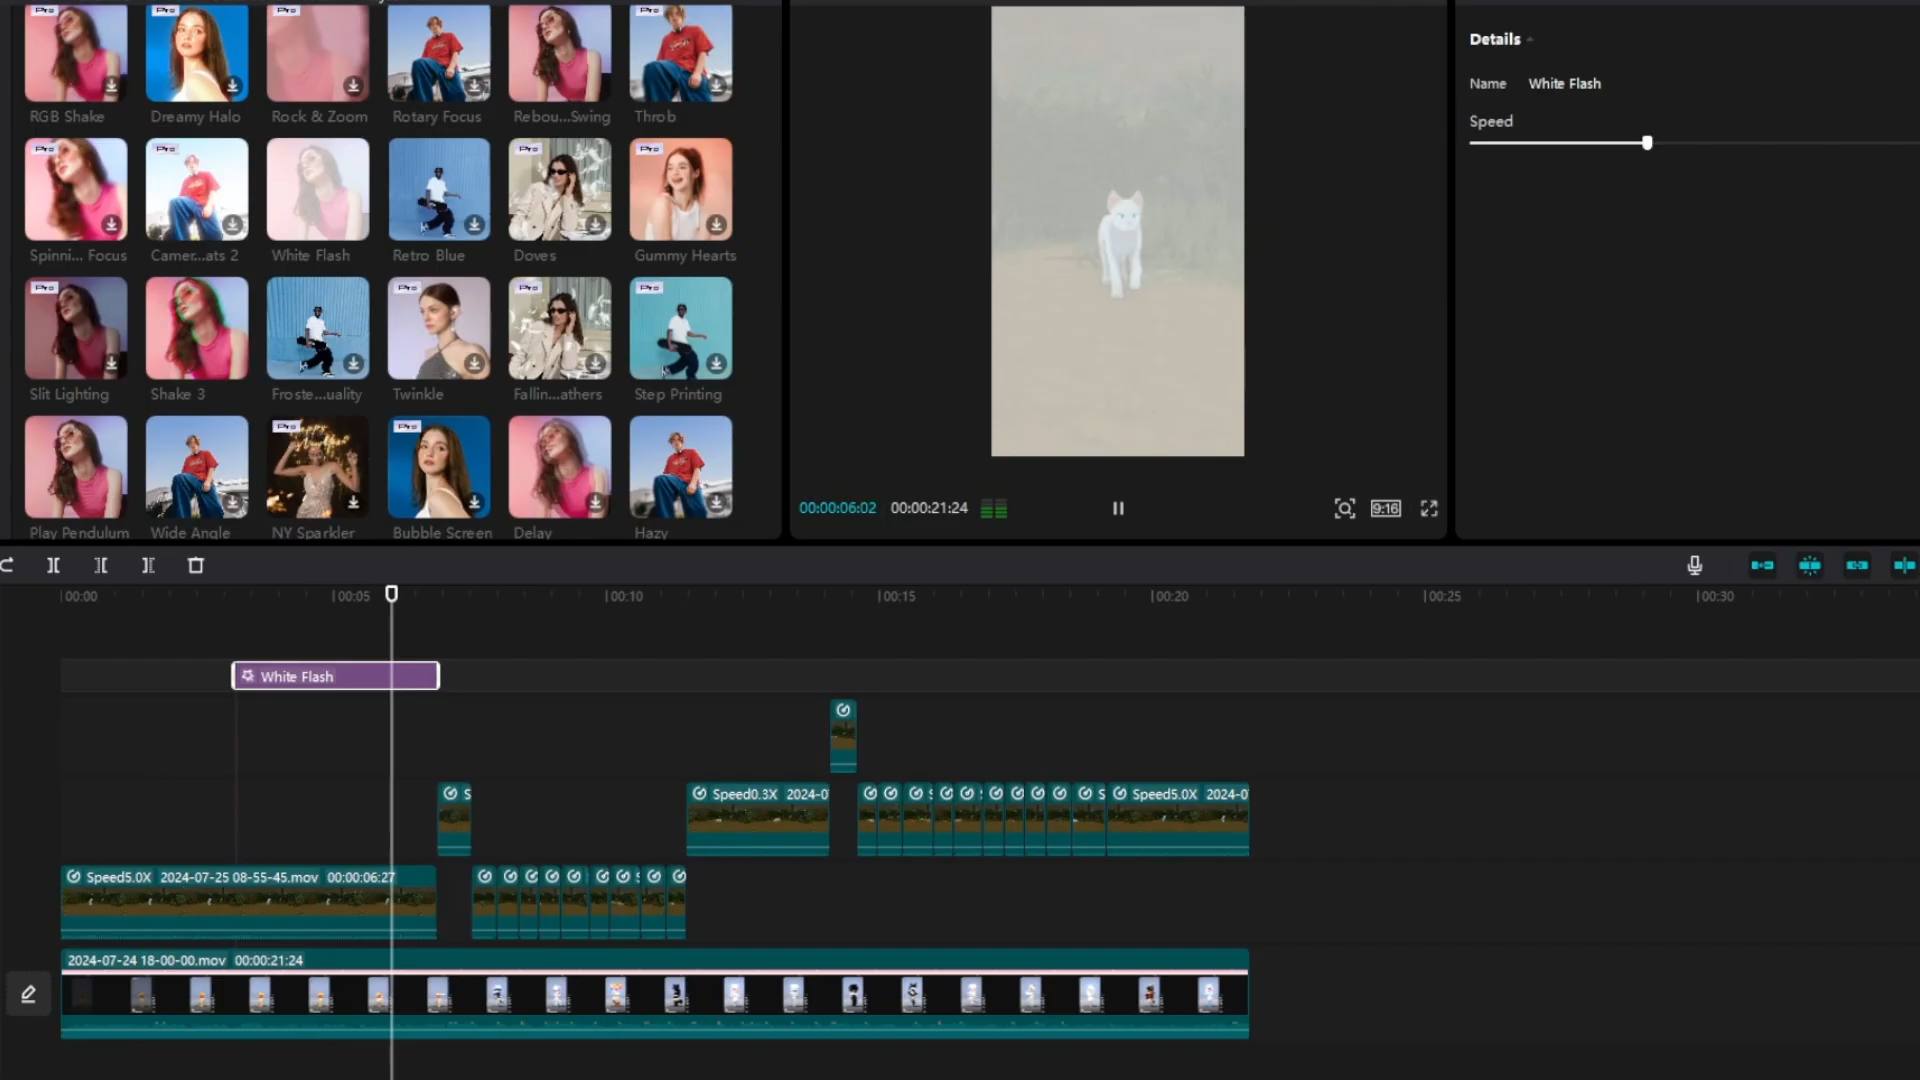 Pro Pro Pro Pro Pro Pro
RGB Shake Dreamy Halo Rock & Zoom Rotary Focus Rebou...Swing Throb
Pro Pro Pro Pro
Spinni... Focus Camer...ats 2 White Flash Retro Blue Doves Gummy Hearts
Pro Pro Pro Pro
Slit Lighting Shake 3 Froste...uality Twinkle Fallin...athers Step Printing
Pro Pro
Play Pendulum Wide Angle NY Sparkler Bubble Screen Delay Hazy
00:00:06:02 00:00:21:24
9:16
Details
Name White Flash
Speed
00:00 00:05 00:10 00:15 00:20 00:25 00:30
White Flash
S Speed0.3X 2024-0 S Speed5.0X 2024-0
Speed5.0X 2024-07-25 08-55-45.mov 00:00:06:27
2024-07-24 18-00-00.mov 00:00:21:24